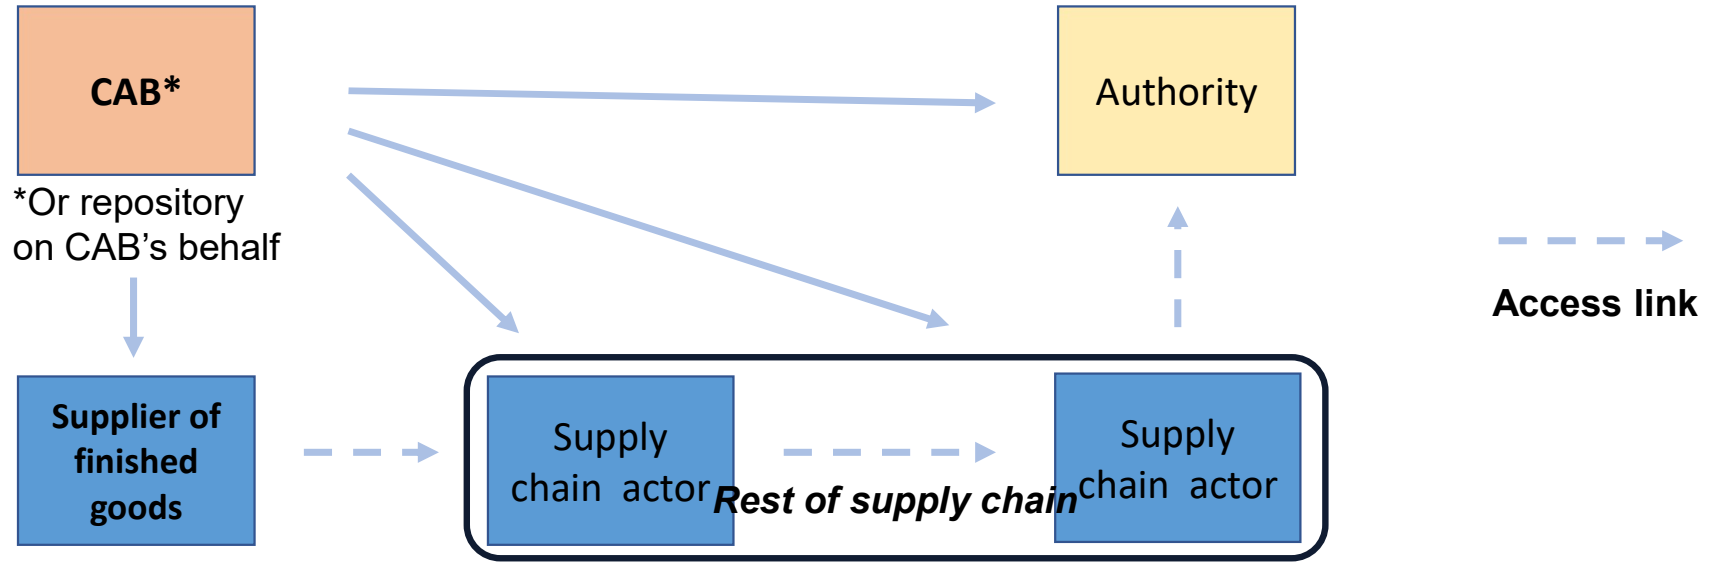 CAB*
Authority
*Or repository
on CAB’s behalf
Access link
Supplier of
finished
goods
Supply
chain actor
Rest of supply chain
Supply
chain actor